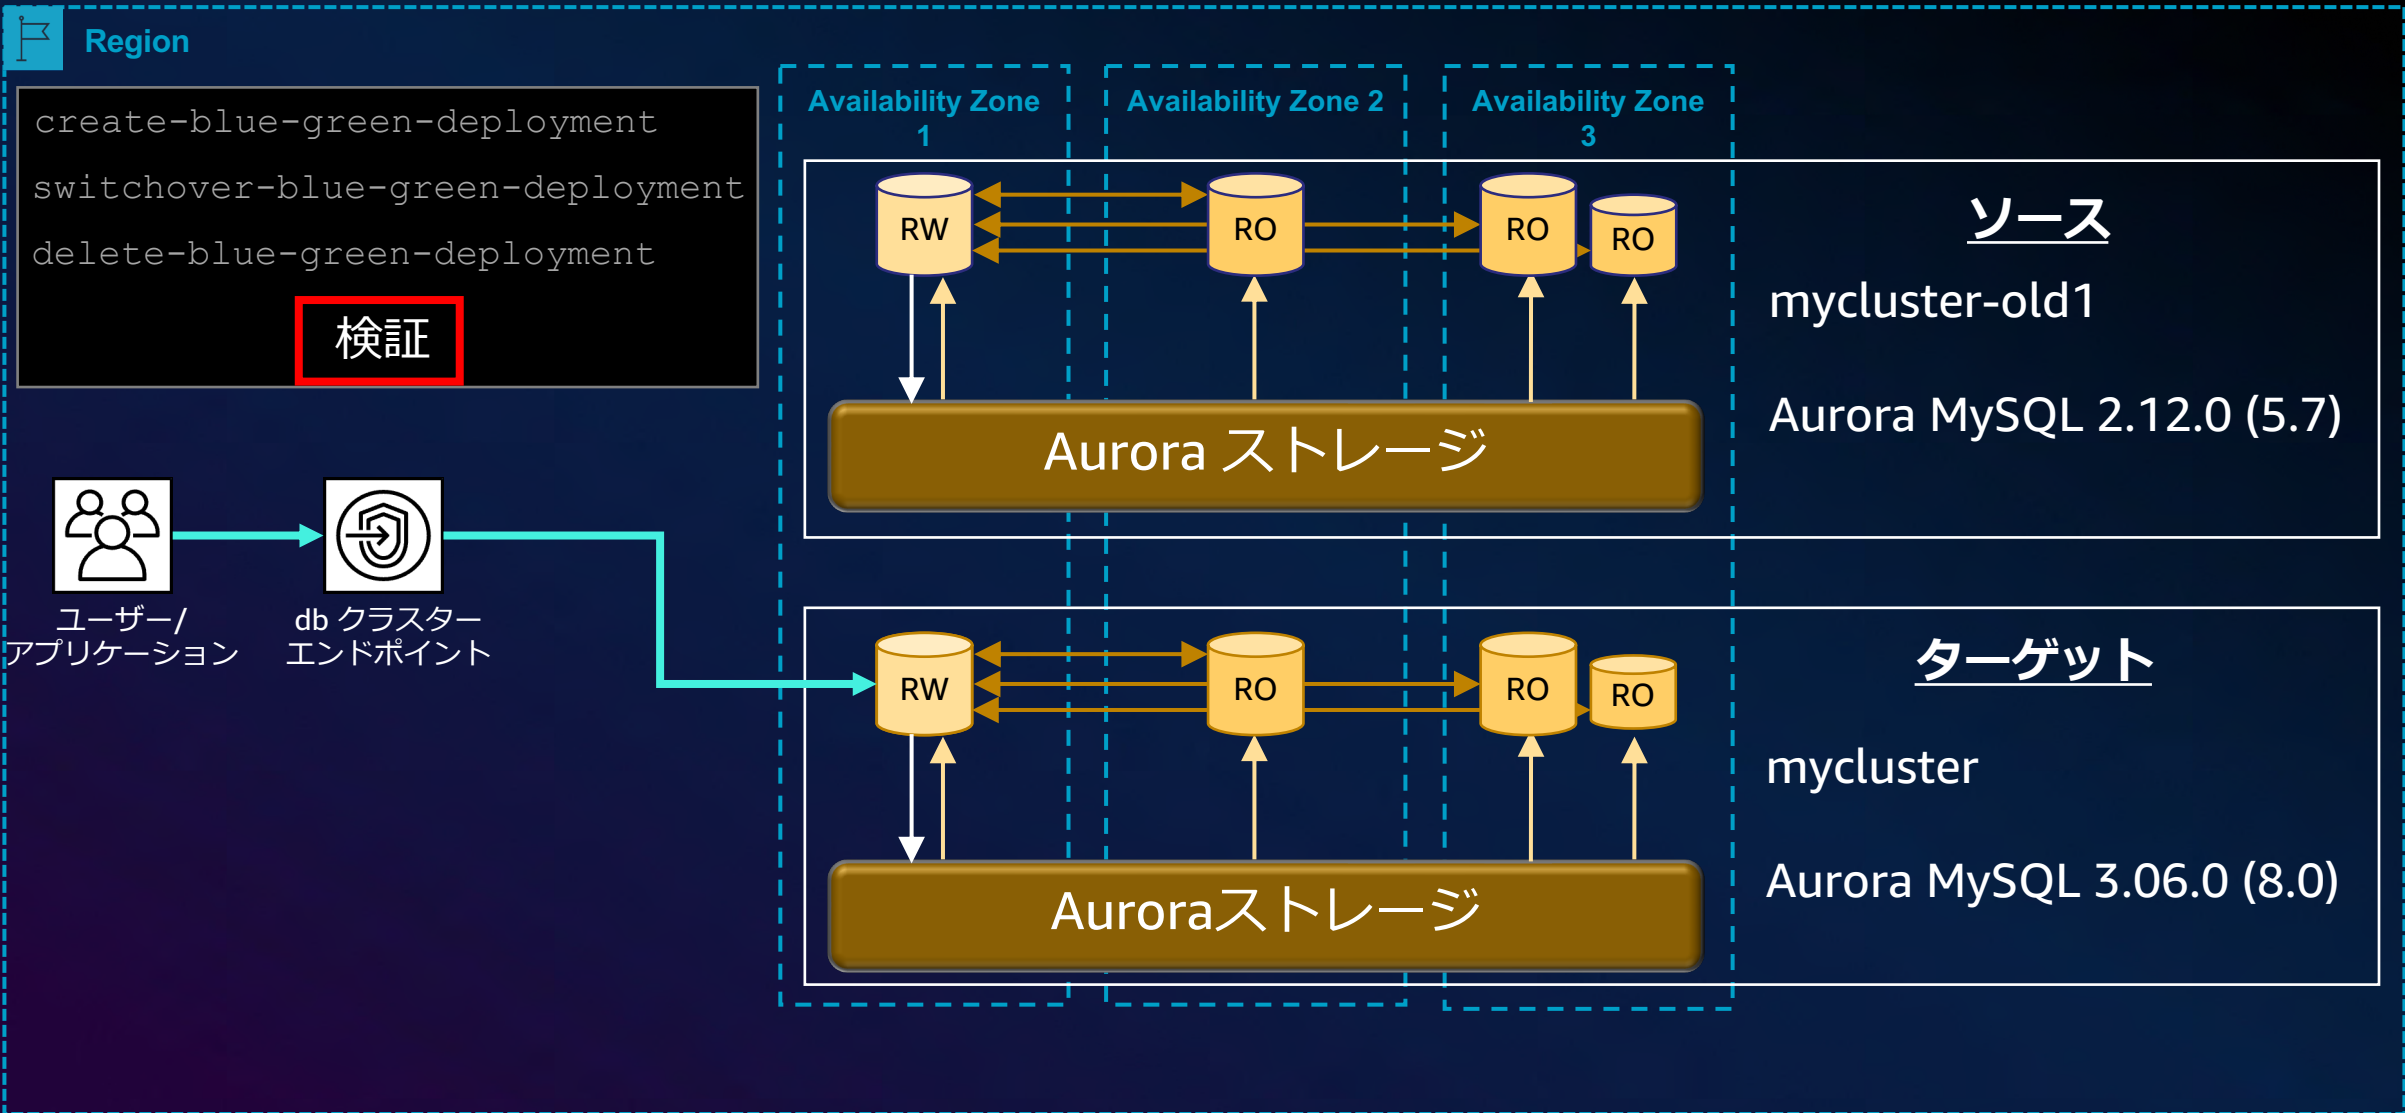 Region
create-blue-green-deployment
switchover-blue-green-deployment
delete-blue-green-deployment
検証
Availability Zone
1
Availability Zone 2
Availability Zone
3
RW
RO
RO
RO
Aurora ストレージ
ソース
mycluster-old1
Aurora MySQL 2.12.0 (5.7)
ユーザー/
アプリケーション
db クラスター
エンドポイント
RW
RO
RO
RO
Auroraストレージ
ターゲット
mycluster
Aurora MySQL 3.06.0 (8.0)